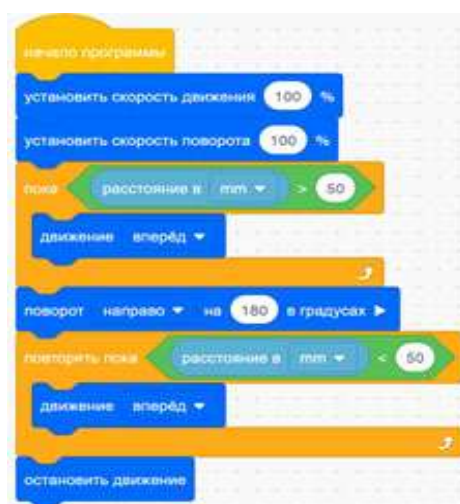 начало программы
установить скорость движения 100 %
установить скорость поворота 100 %
пока расстояние в mm > 50
движение вперёд
поворот направо на 180 в градусах
повторять пока расстояние в mm < 50
движение вперёд
остановить движение